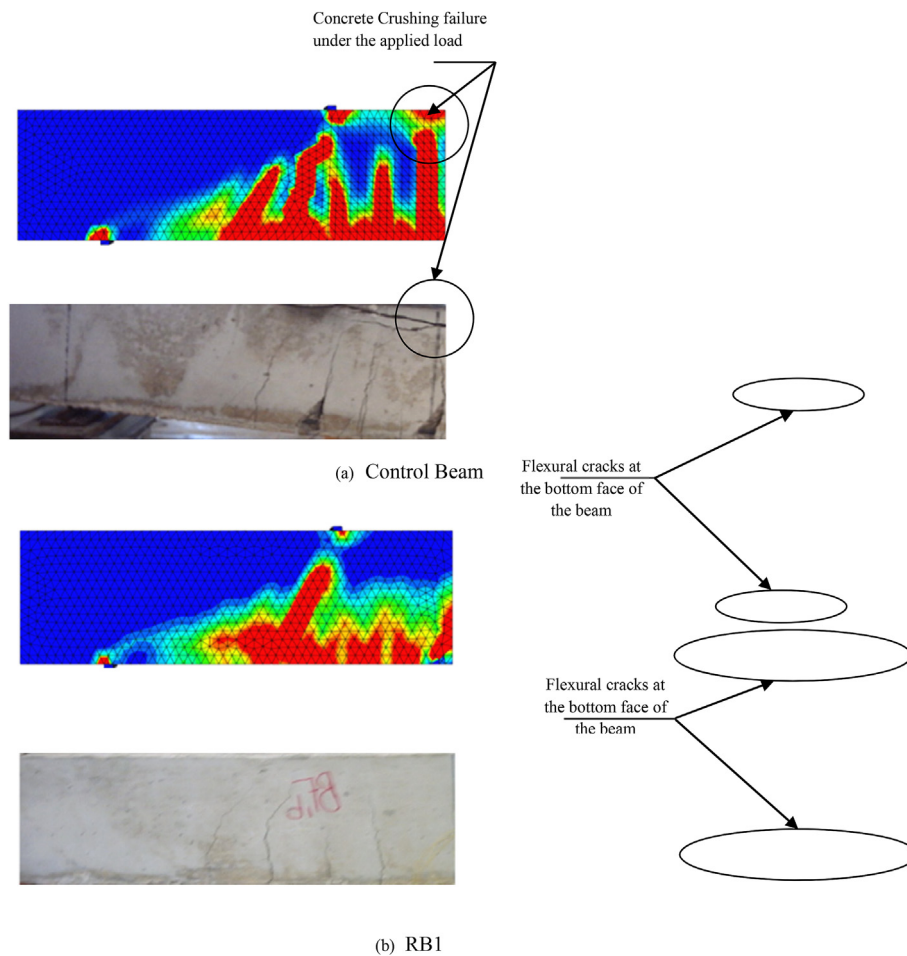 Concrete Crushing failure
under the applied load
(a) Control Beam
Flexural cracks at
the bottom face of
the beam
Flexural cracks at
the bottom face of
the beam
(b) RB1